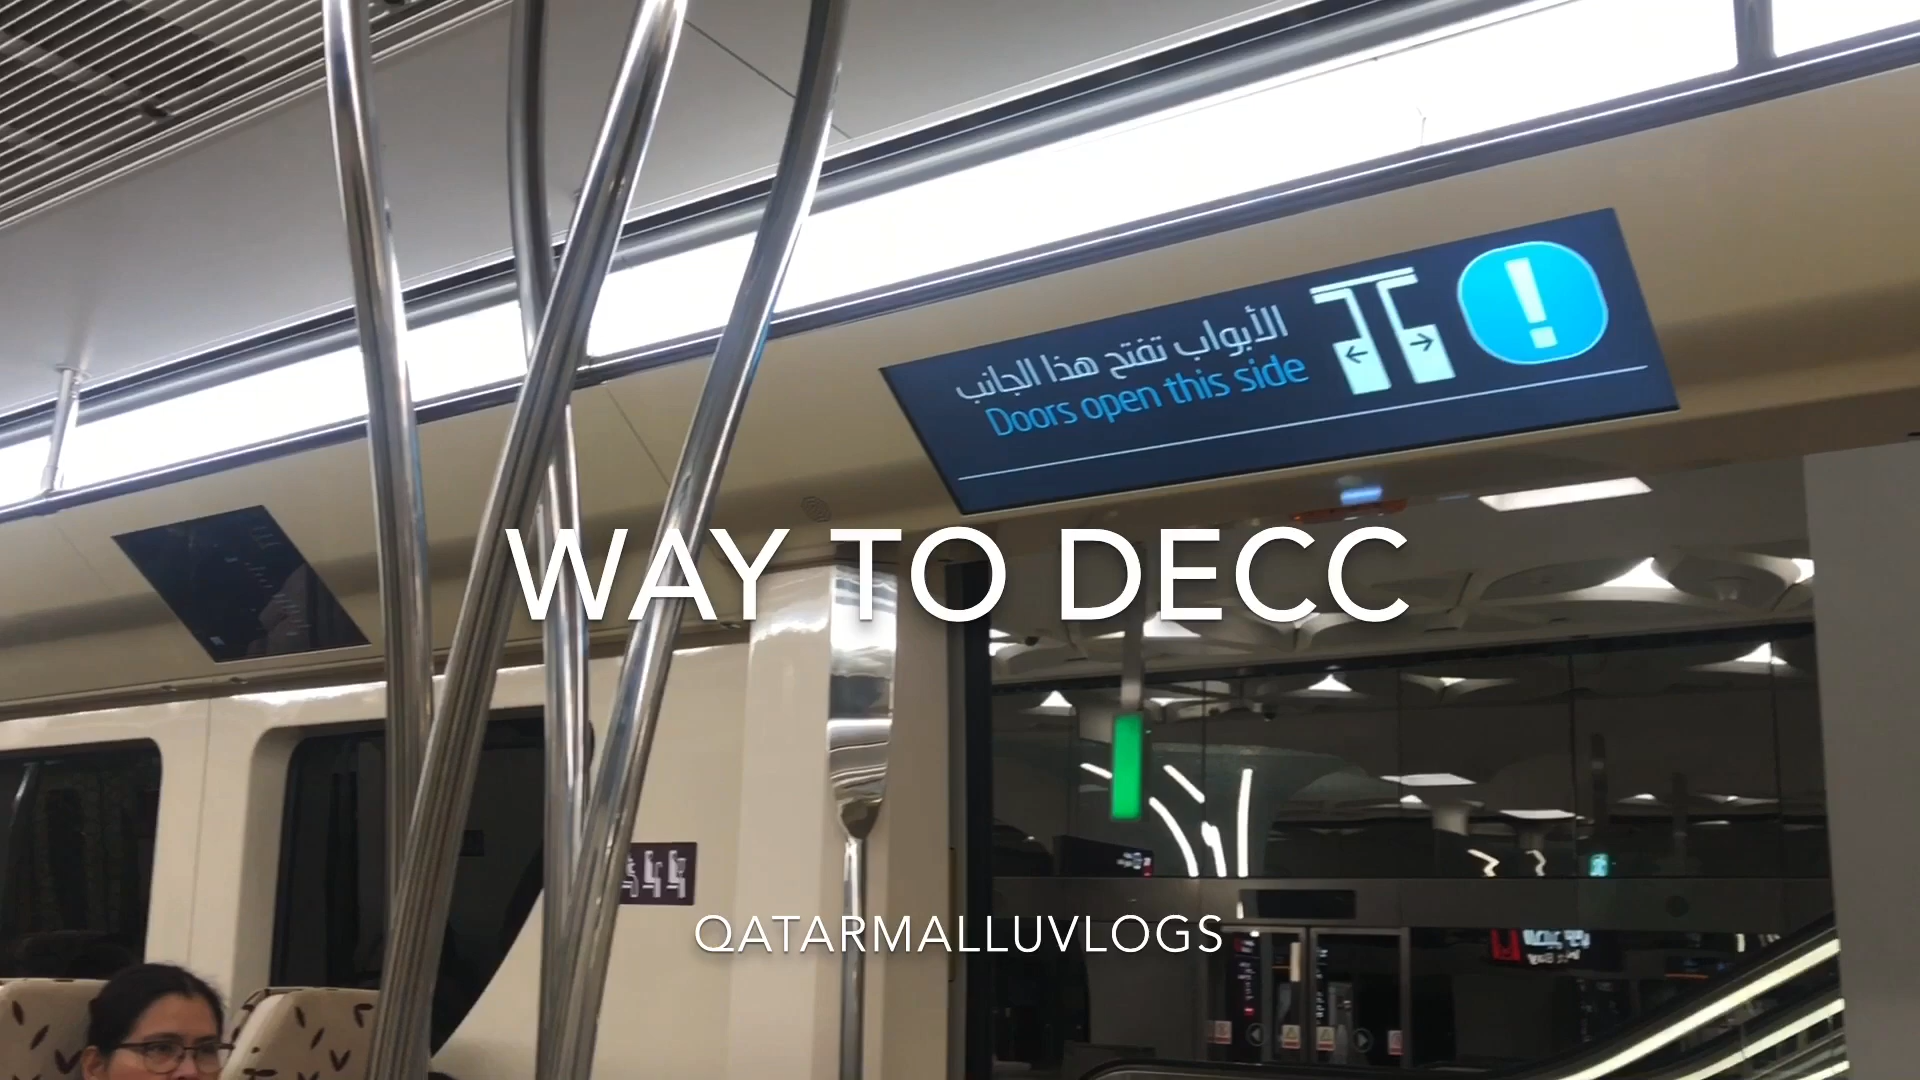 الأبواب تفتح هذا الجانب
Doors open this side
WAY TO DECC
QATARMALLUVLOGS